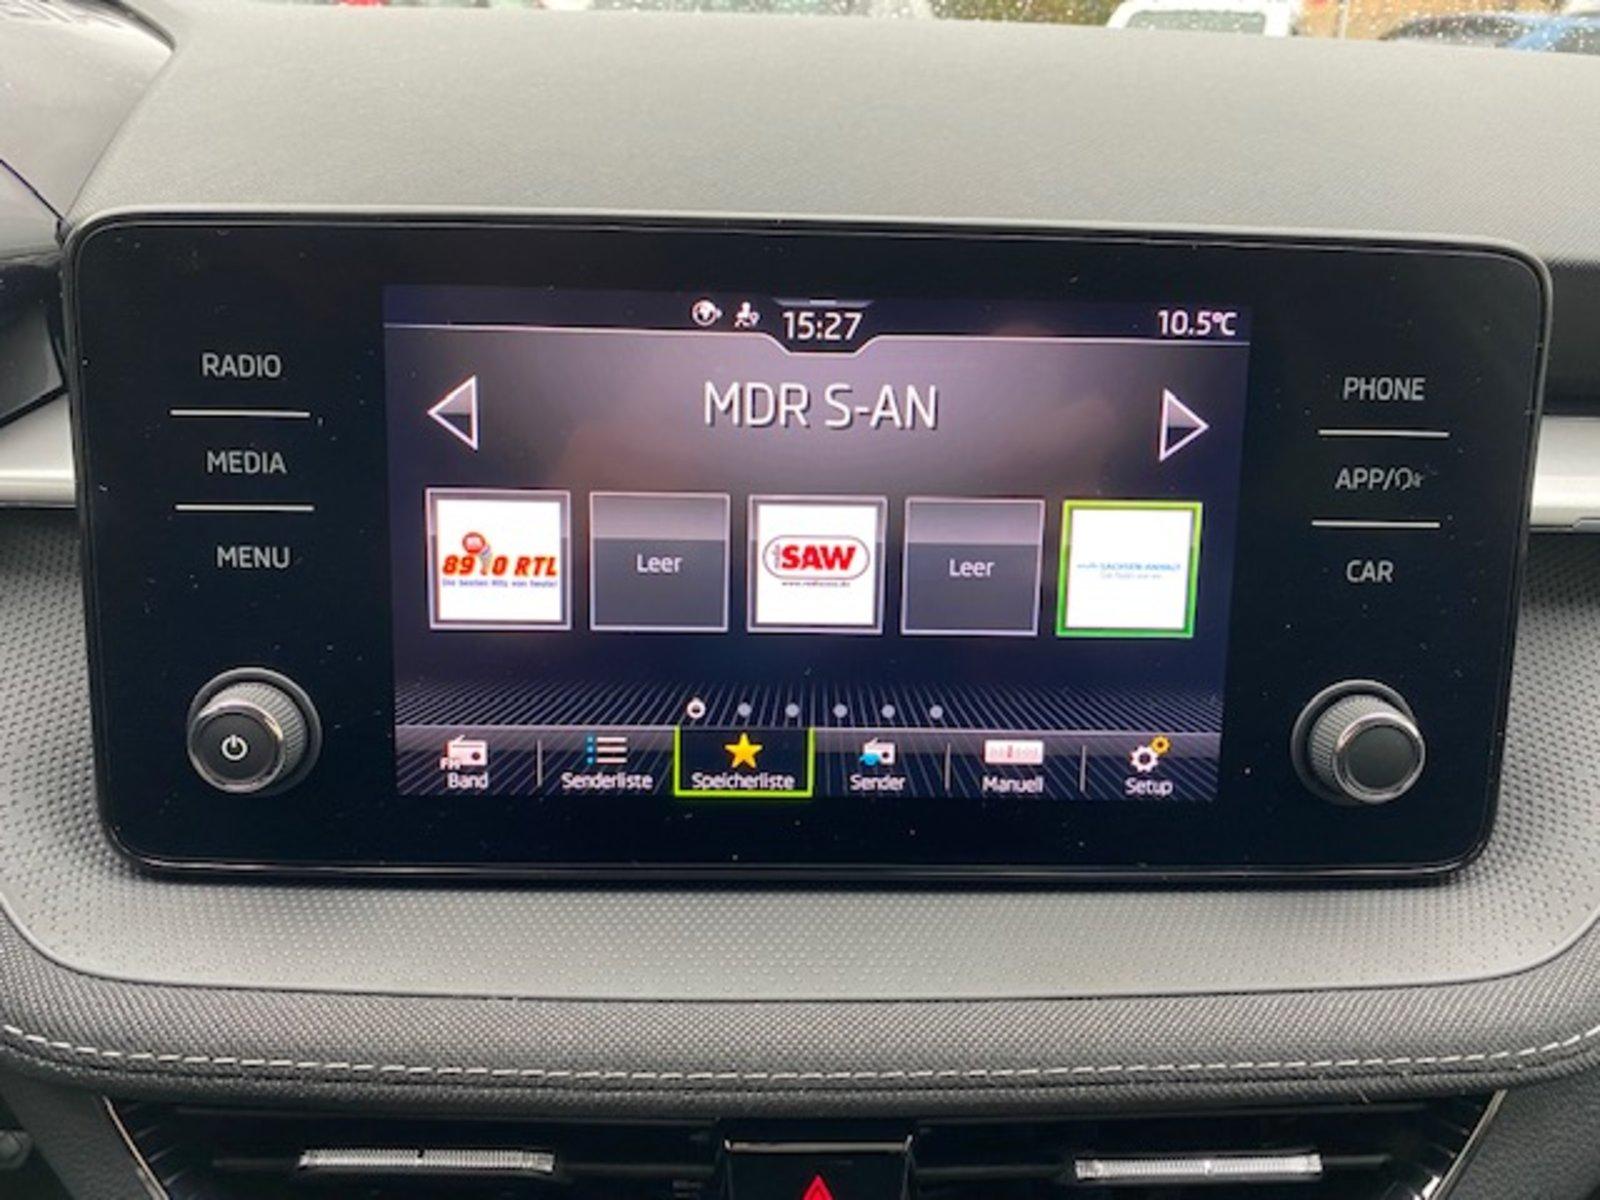 15:27
10.5°C
RADIO
MEDIA
MENU
MDR S-AN
89.0 RTL
Die besten Hits von heute!
Leer
SAW
Leer
SACHSEN-ANHALT
PHONE
APP/
CAR
FM
Band
Senderliste
Speicherliste
Sender
Manuell
Setup